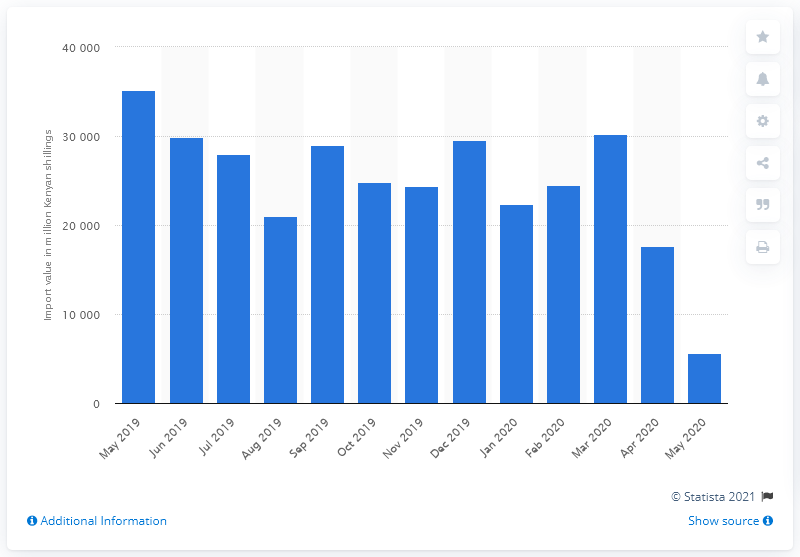 Import value in million Kenyan shillings
40 000
30 000
20 000
10 000
0
May 2019
Jun 2019
Jul 2019
Aug 2019
Sep 2019
Oct 2019
Nov 2019
Dec 2019
Jan 2020
Feb 2020
Mar 2020
Apr 2020
May 2020
© Statista 2021
Additional Information
Show source